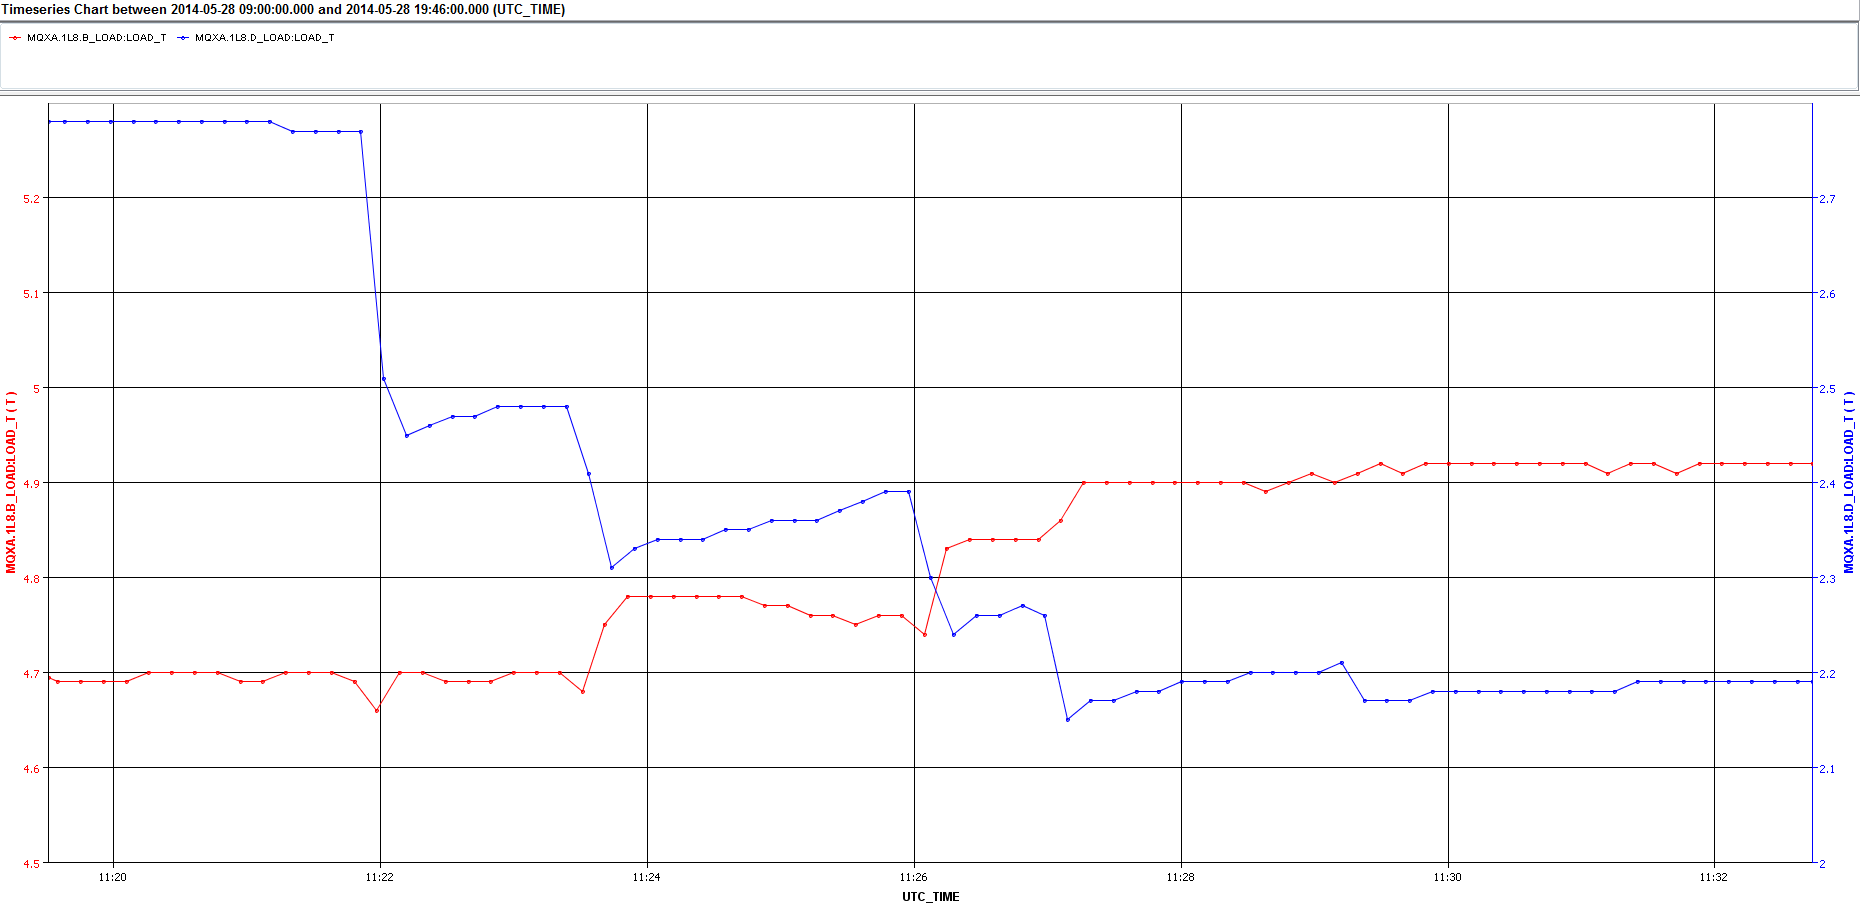 Timeseries Chart between 2014-05-28 09:00:00.000 and 2014-05-28 19:46:00.000 (UTC_TIME)
MQXA.1L8.B_LOAD:LOAD_T MQXA.1L8.D_LOAD:LOAD_T
MQXA.1L8.B_LOAD:LOAD_T ( T )
5.2
5.1
5
4.9
4.8
4.7
4.6
4.5
2.7
2.6
2.5
2.4
2.3
2.2
2.1
2
MQXA.1L8.D_LOAD:LOAD_T ( T )
11:20 11:22 11:24 11:26 11:28 11:30 11:32
UTC_TIME